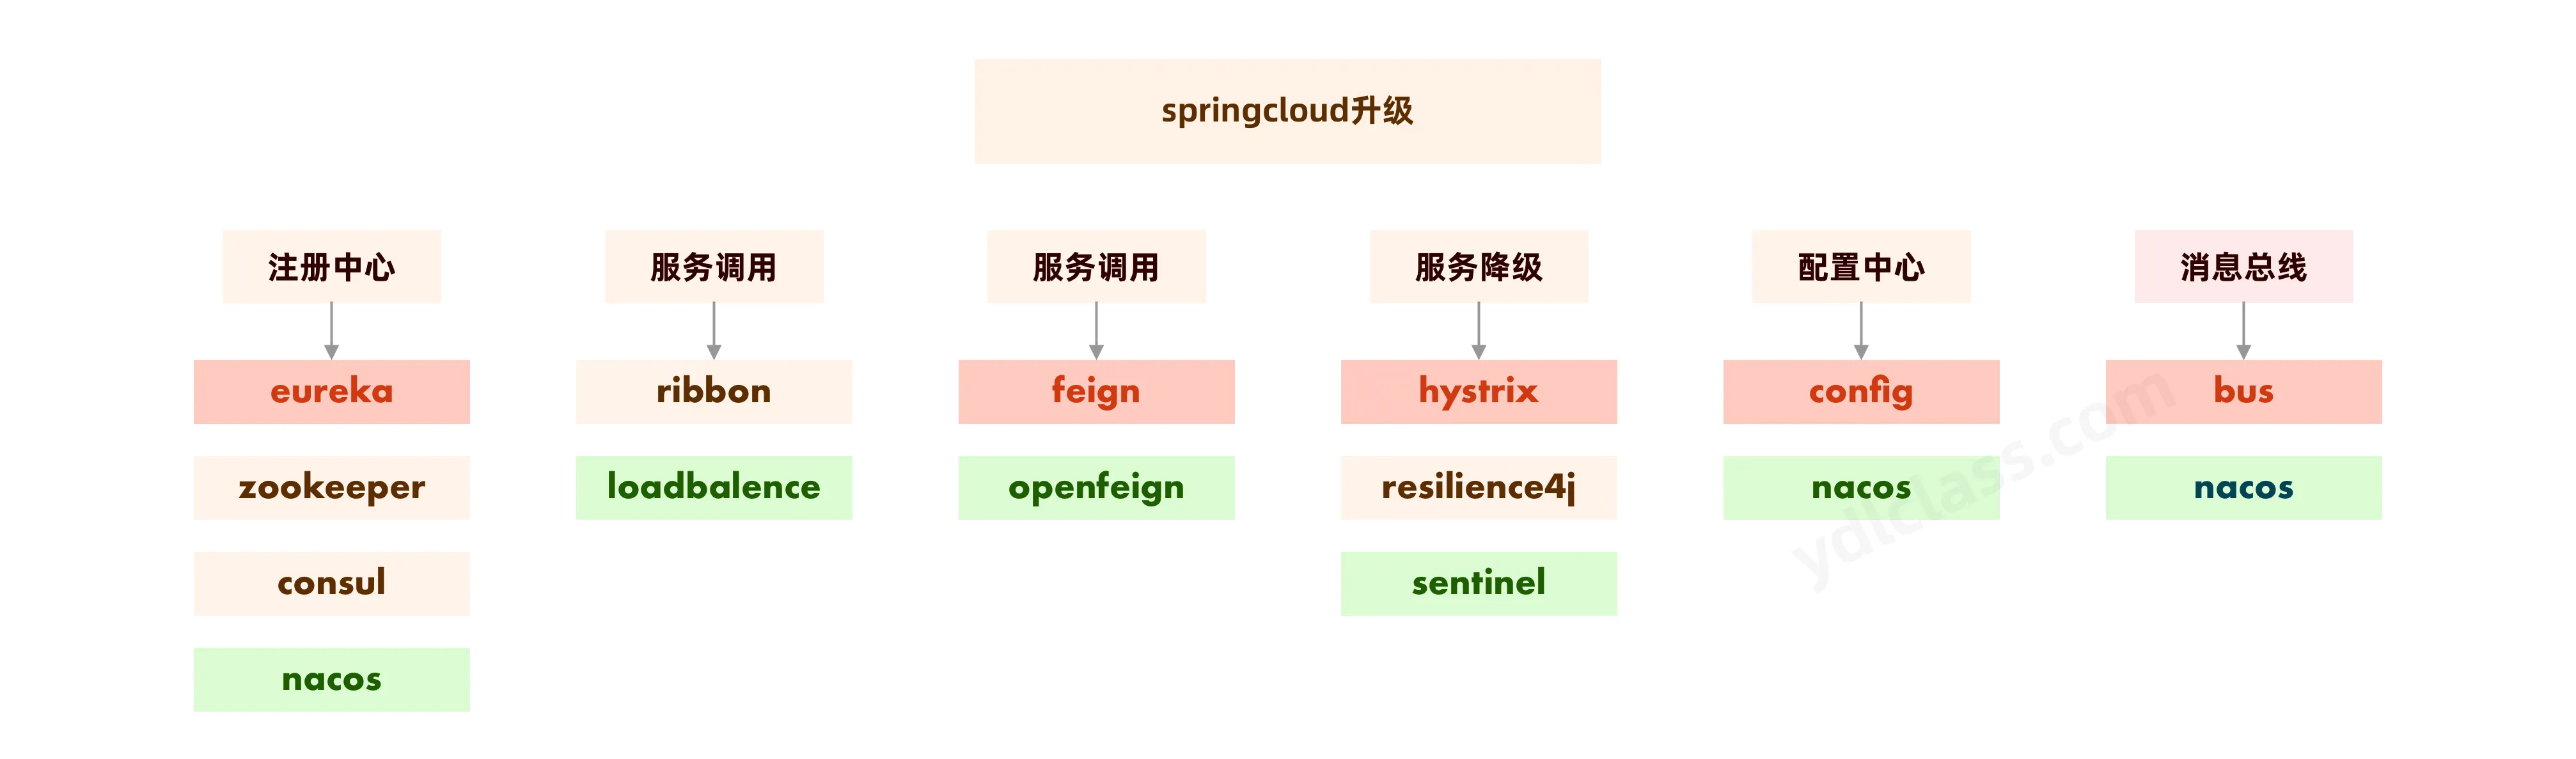 springcloud升级
注册中心
服务调用
服务调用
服务降级
配置中心
消息总线
eureka
ribbon
feign
hystrix
config
bus
zookeeper
loadbalence
openfeign
resilience4j
nacos
nacos
consul
sentinel
nacos
ydlclass.com